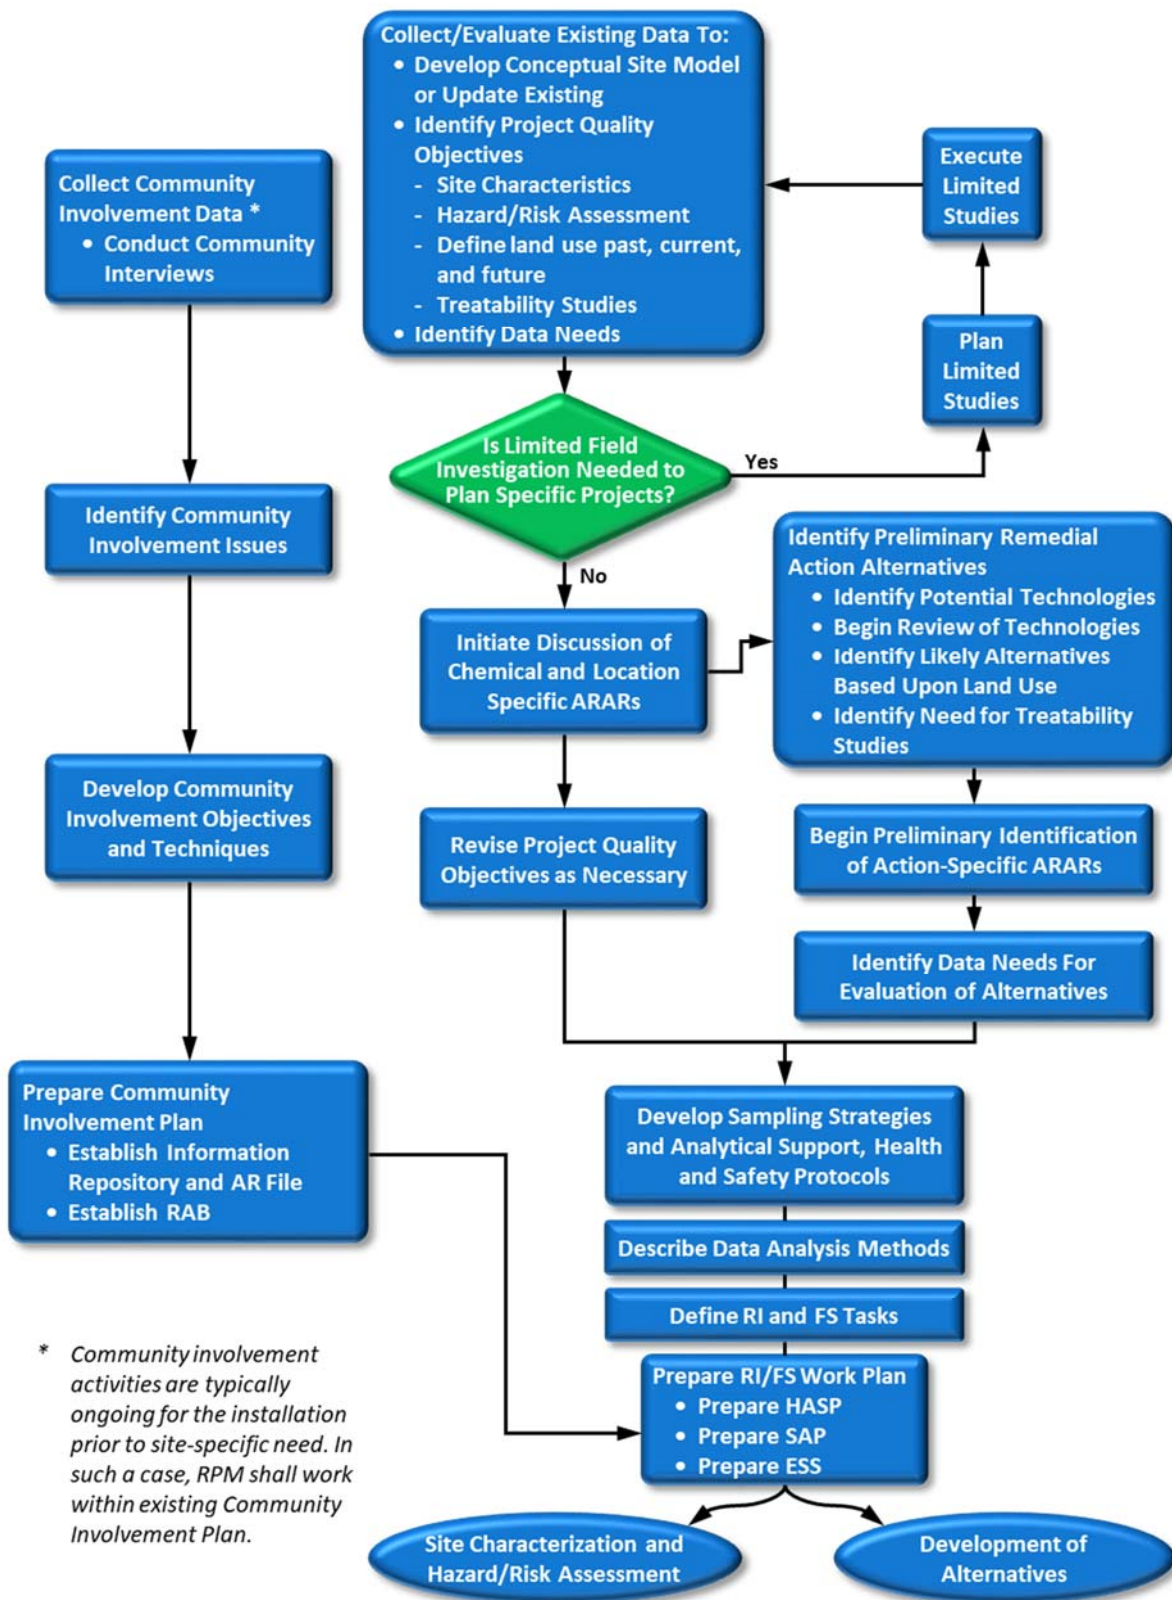 Collect/Evaluate Existing Data To:
• Develop Conceptual Site Model
or Update Existing
• Identify Project Quality
Objectives
- Site Characteristics
- Hazard/Risk Assessment
- Define land use past, current,
and future
- Treatability Studies
• Identify Data Needs
Execute
Limited
Studies
Plan
Limited
Studies
Collect Community
Involvement Data *
• Conduct Community
Interviews
Is Limited Field
Investigation Needed to
Plan Specific Projects?
Yes
No
Identify Community
Involvement Issues
Initiate Discussion of
Chemical and Location
Specific ARARs
Identify Preliminary Remedial
Action Alternatives
• Identify Potential Technologies
• Begin Review of Technologies
• Identify Likely Alternatives
Based Upon Land Use
• Identify Need for Treatability
Studies
Develop Community
Involvement Objectives
and Techniques
Revise Project Quality
Objectives as Necessary
Begin Preliminary Identification
of Action-Specific ARARs
Identify Data Needs For
Evaluation of Alternatives
Prepare Community
Involvement Plan
• Establish Information
Repository and AR File
• Establish RAB
Develop Sampling Strategies
and Analytical Support, Health
and Safety Protocols
Describe Data Analysis Methods
Define RI and FS Tasks
Prepare RI/FS Work Plan
• Prepare HASP
• Prepare SAP
• Prepare ESS
* Community involvement
activities are typically
ongoing for the installation
prior to site-specific need. In
such a case, RPM shall work
within existing Community
Involvement Plan.
Site Characterization and
Hazard/Risk Assessment
Development of
Alternatives